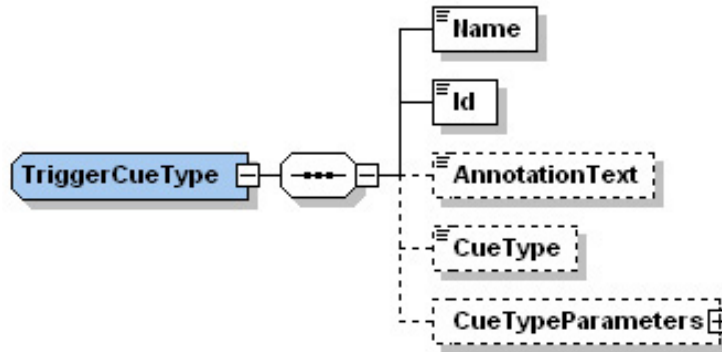 Name
Id
TriggerCueType
AnnotationText
CueType
CueTypeParameters